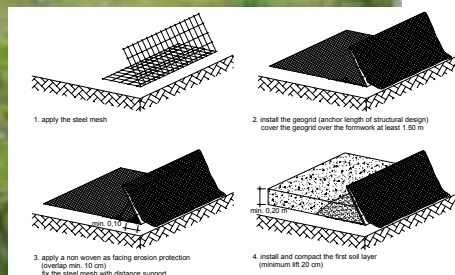 1. apply the steel mesh
2. install the geogrid (anchor length of structural design)
cover the geogrid over the formwork at least 1.50 m
min. 0,10
min. 0,20 m
3. apply a non woven as facing erosion protection
(overlap min. 10 cm)
fix the steel mesh with distance support
4. install and compact the first soil layer
(minimum lift 20 cm)